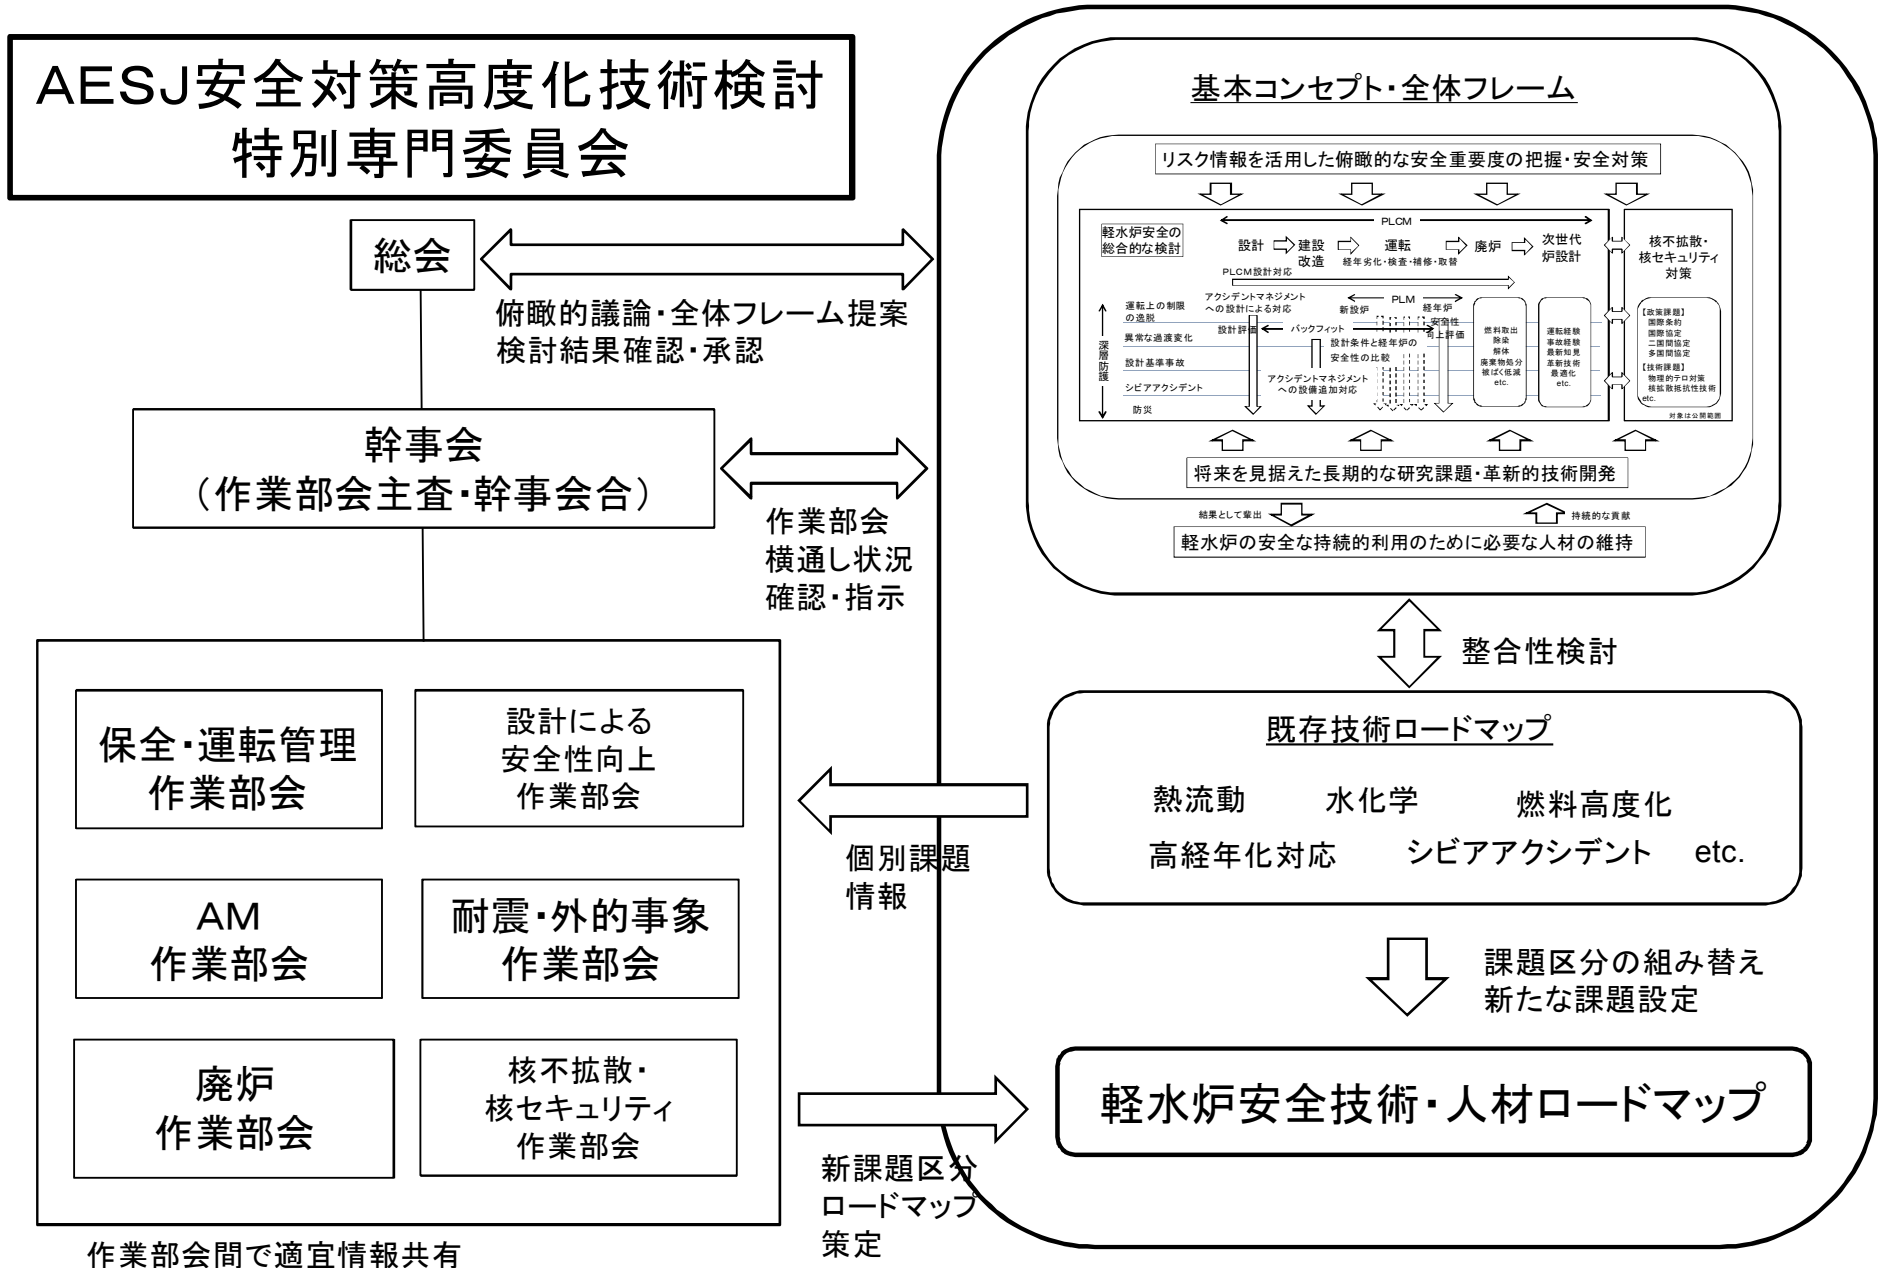 AESJ安全対策高度化技術検討
特別専門委員会
総会
俯瞰的議論・全体フレーム提案
検討結果確認・承認
幹事会
（作業部会主査・幹事会合）
作業部会
横通し状況
確認・指示
保全・運転管理
作業部会
設計による
安全性向上
作業部会
AM
作業部会
耐震・外的事象
作業部会
廃炉
作業部会
核不拡散・
核セキュリティ
作業部会
作業部会間で適宜情報共有
個別課題
情報
新課題区分
ロードマップ
策定
基本コンセプト・全体フレーム
リスク情報を活用した俯瞰的な安全重要度の把握・安全対策
軽水炉安全の
総合的な検討
PLCM
設計
建設
改造
運転
経年劣化・検査・補修・取替
廃炉
次世代
炉設計
PLCM設計対応
深層防護
運転上の制限
の逸脱
異常な過渡変化
設計基準事故
シビアアクシデント
防災
アクシデントマネジメント
への設計による対応
設計評価
バックフィット
新設炉
PLM
経年炉
安全性
向上評価
設計条件と経年炉の
安全性の比較
アクシデントマネジメント
への設備追加対応
燃料取出
除染
解体
廃棄物処分
被ばく低減
etc.
運転経験
事故経験
最新知見
革新技術
最適化
etc.
核不拡散・
核セキュリティ
対策
【政策課題】
国際条約
国際協定
二国間協定
多国間協定
【技術課題】
物理的テロ対策
核拡散抵抗性技術
etc.
対象は公開範囲
将来を見据えた長期的な研究課題・革新的技術開発
結果として輩出
持続的な貢献
軽水炉の安全な持続的利用のために必要な人材の維持
整合性検討
既存技術ロードマップ
熱流動 水化学 燃料高度化
高経年化対応 シビアアクシデント etc.
課題区分の組み替え
新たな課題設定
軽水炉安全技術・人材ロードマップ